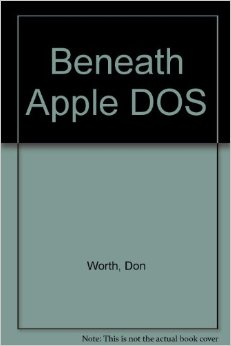 Beneath
Apple DOS
Worth, Don
Note: This is not the actual book cover